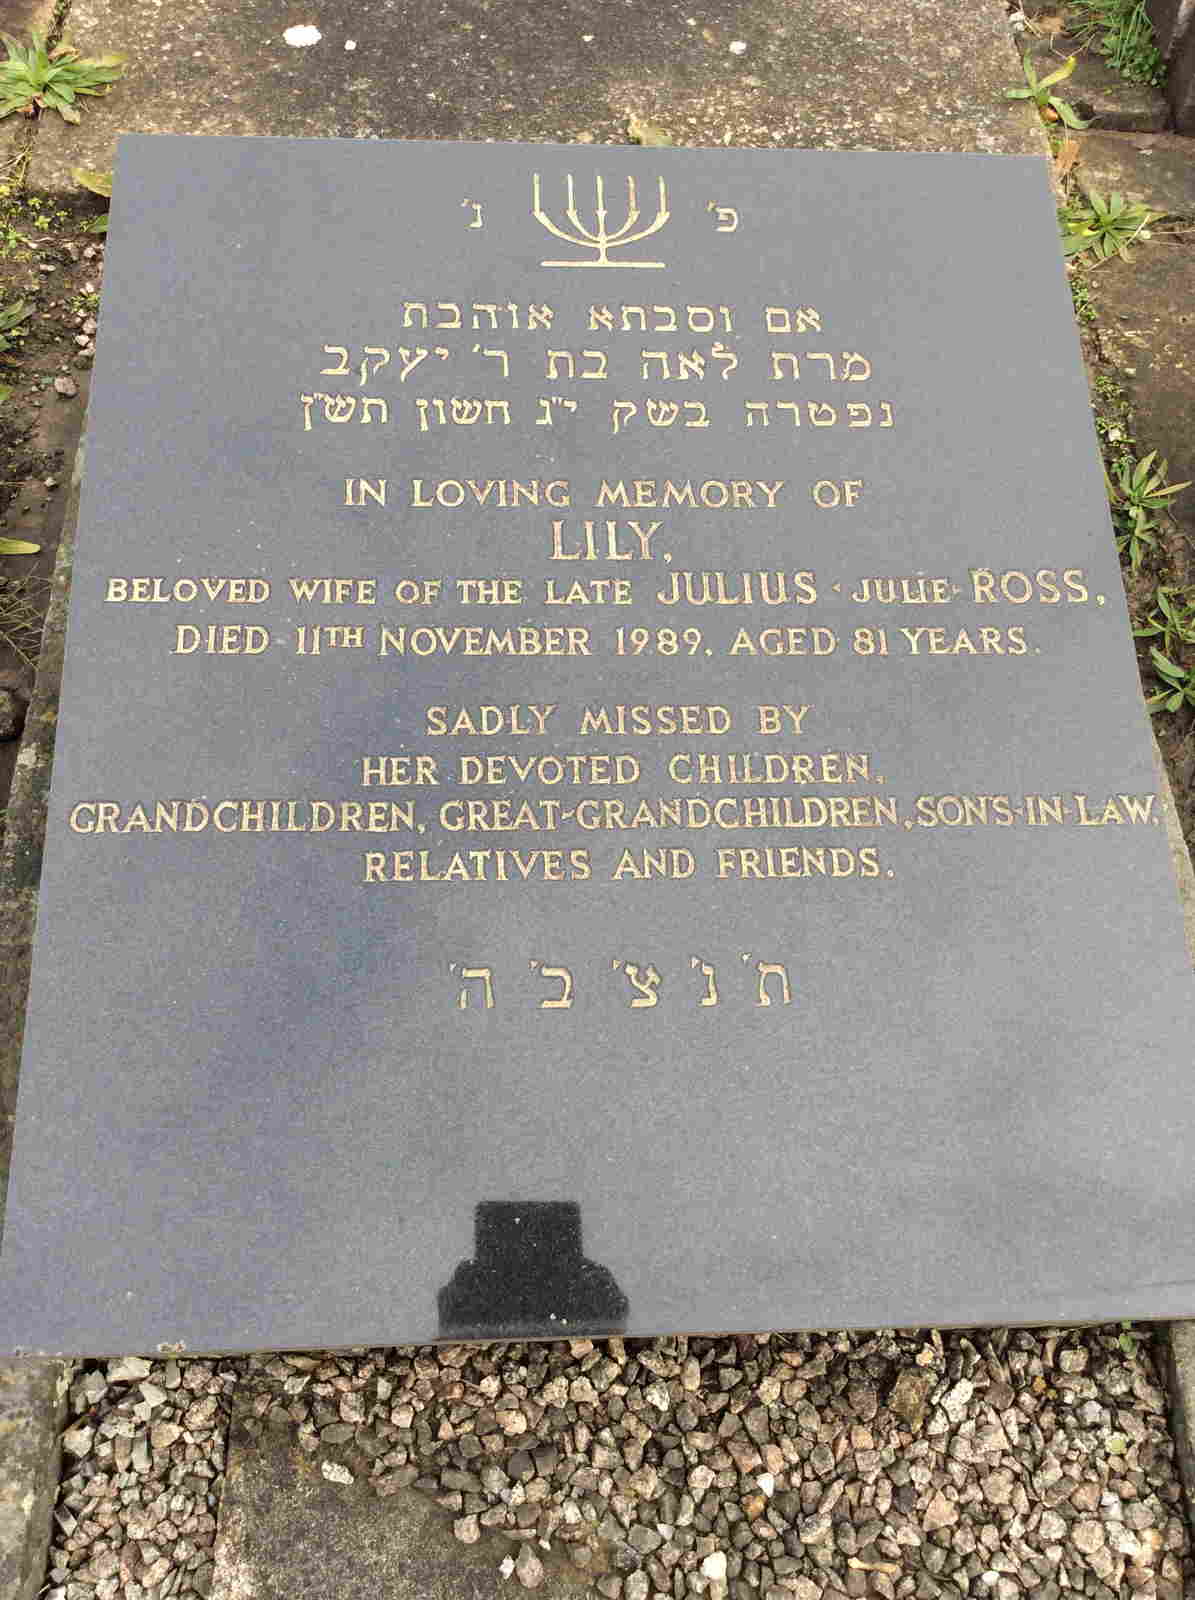 פ' נ'
אם וסבתא אוהבת
מרת לאה בת ר' יעקב
נפטרה בשק י"ג חשון תש"ן
IN LOVING MEMORY OF
LILY,
BELOVED WIFE OF THE LATE JULIUS - JULIE - ROSS,
DIED 11TH NOVEMBER 1989, AGED 81 YEARS.
SADLY MISSED BY
HER DEVOTED CHILDREN,
GRANDCHILDREN, GREAT-GRANDCHILDREN, SONS-IN-LAW,
RELATIVES AND FRIENDS.
ת' נ' צ' ב' ה'